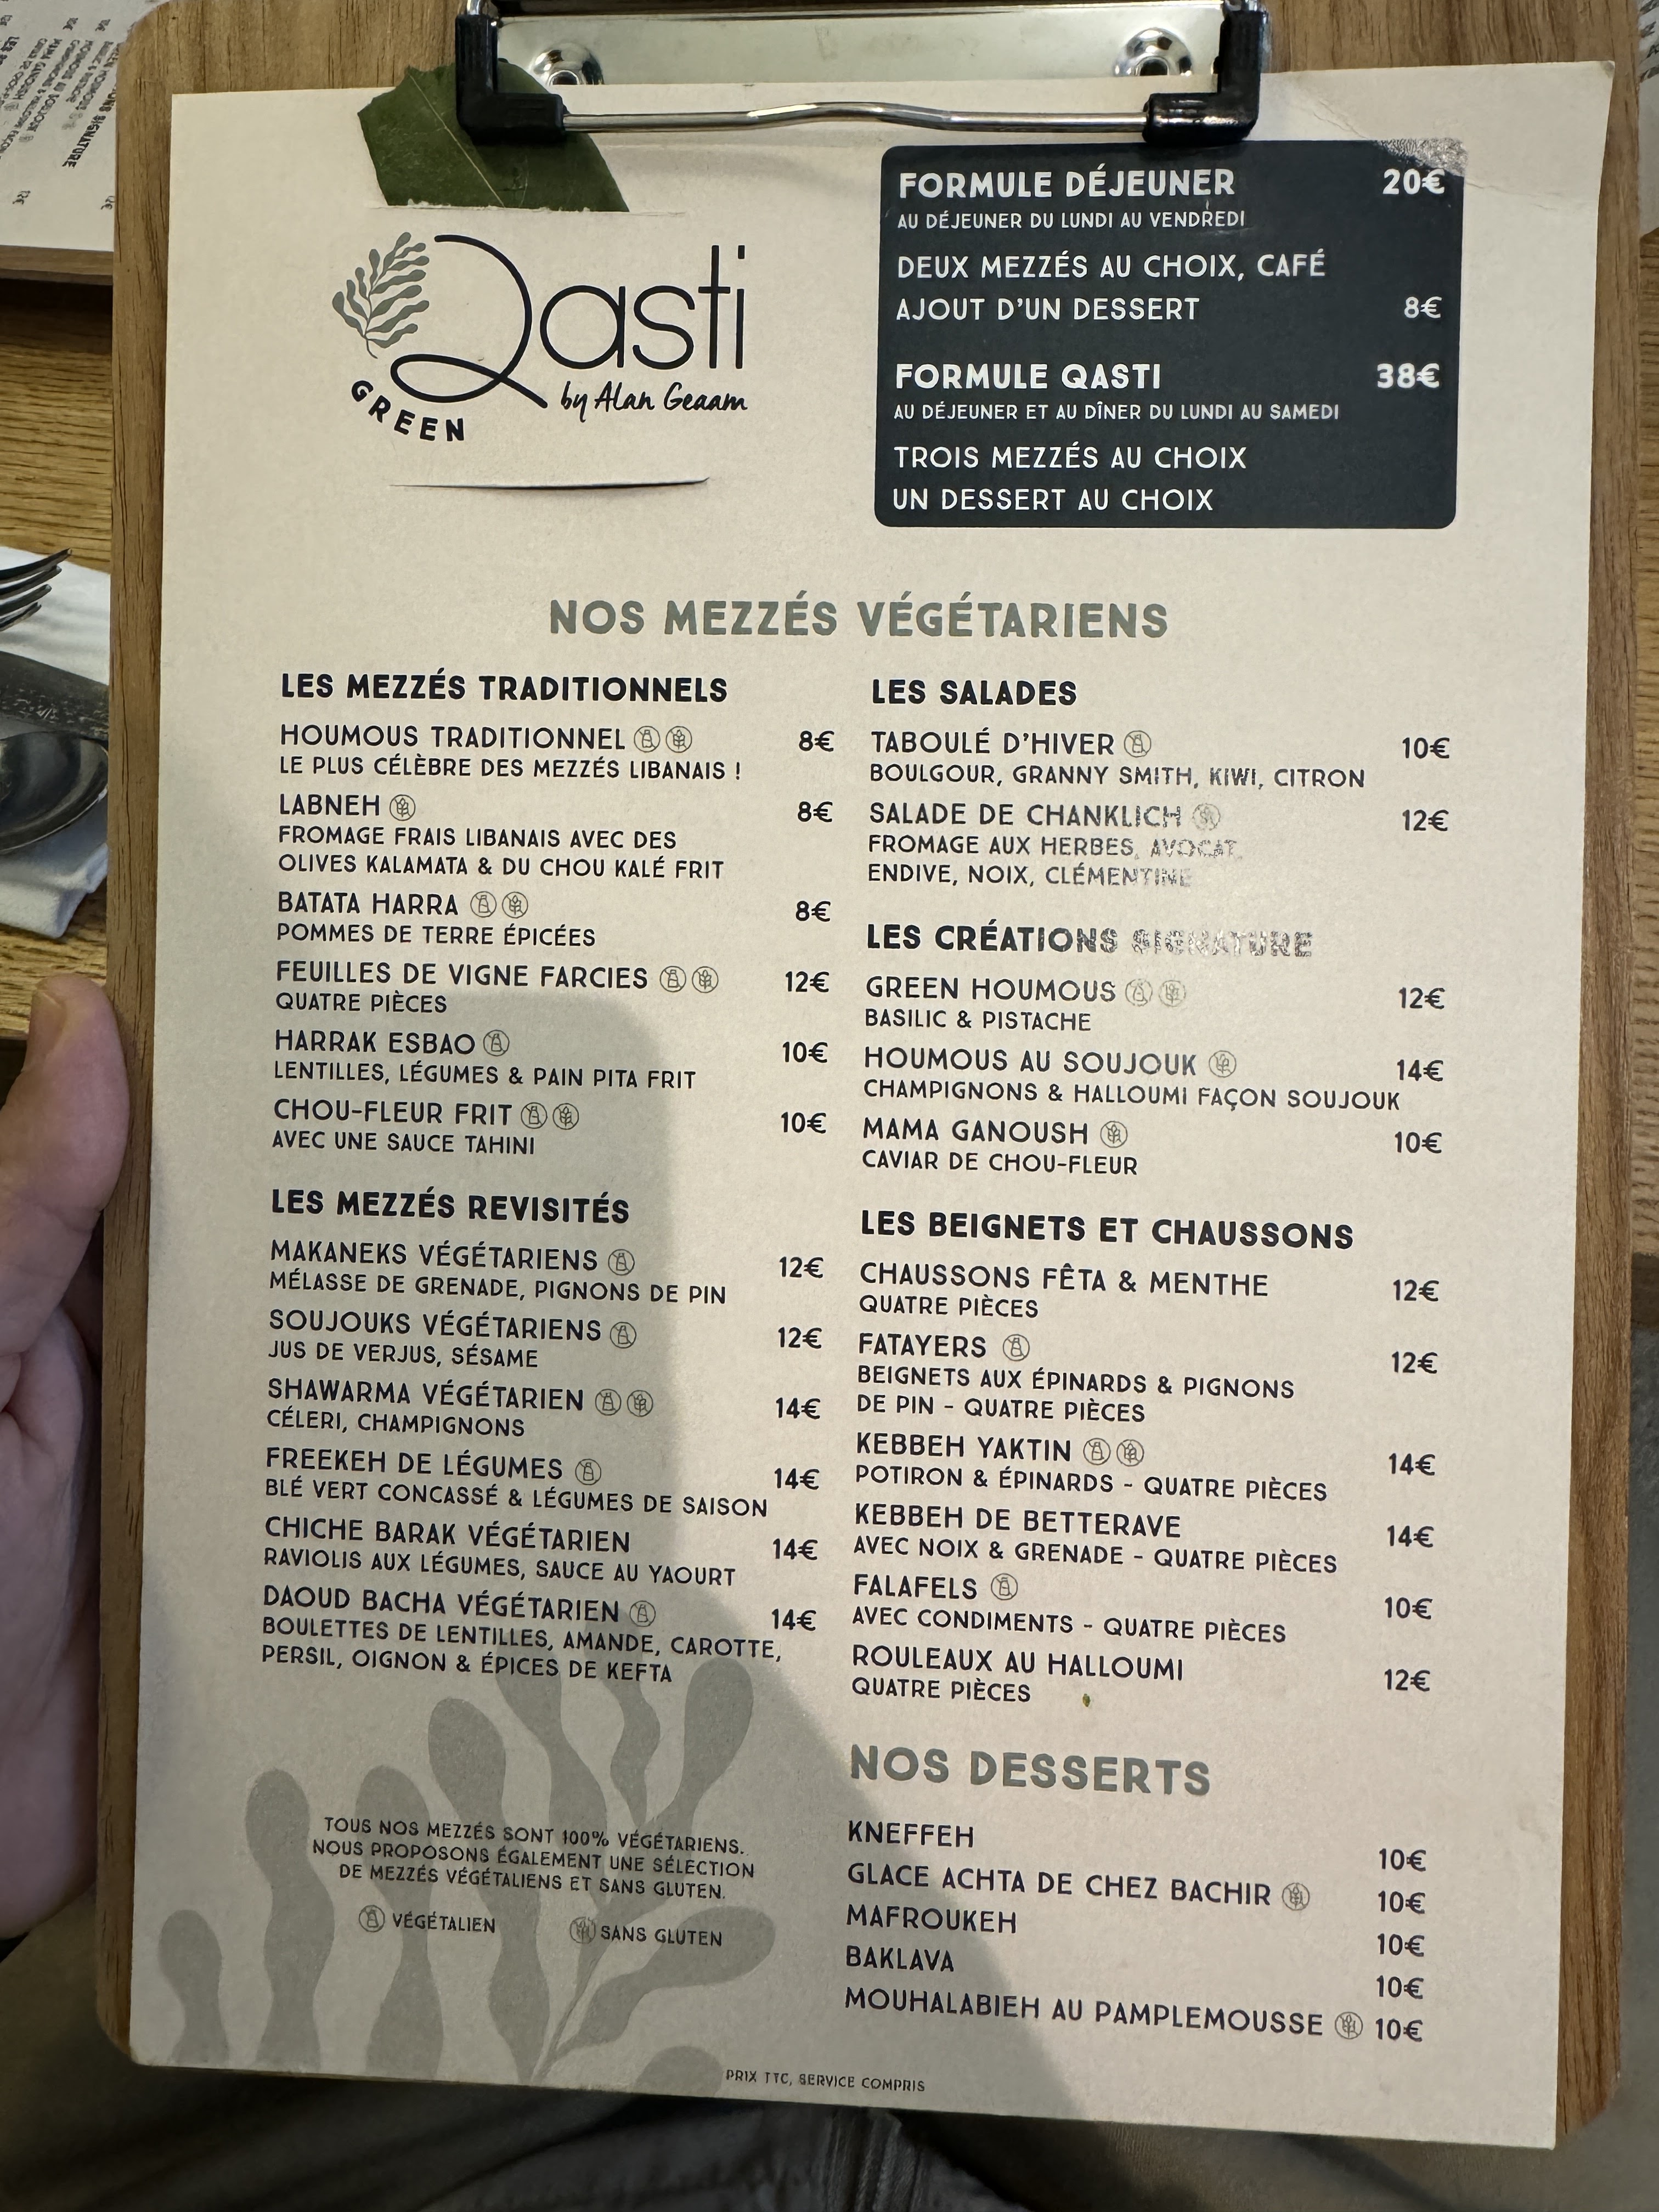 Qasti
by Alan Geaam
GREEN
FORMULE DÉJEUNER 20€
AU DÉJEUNER DU LUNDI AU VENDREDI
DEUX MEZZÉS AU CHOIX, CAFÉ
AJOUT D'UN DESSERT 8€
FORMULE QASTI 38€
AU DÉJEUNER ET AU DÎNER DU LUNDI AU SAMEDI
TROIS MEZZÉS AU CHOIX
UN DESSERT AU CHOIX
NOS MEZZÉS VÉGÉTARIENS
LES MEZZÉS TRADITIONNELS
HOUMOUS TRADITIONNEL 8€
LE PLUS CÉLÈBRE DES MEZZÉS LIBANAIS !
LABNEH 8€
FROMAGE FRAIS LIBANAIS AVEC DES
OLIVES KALAMATA & DU CHOU KALÉ FRIT
BATATA HARRA 8€
POMMES DE TERRE ÉPICÉES
FEUILLES DE VIGNE FARCIES 12€
QUATRE PIÈCES
HARRAK ESBAO 10€
LENTILLES, LÉGUMES & PAIN PITA FRIT
CHOU-FLEUR FRIT 10€
AVEC UNE SAUCE TAHINI
LES MEZZÉS REVISITÉS
MAKANEKS VÉGÉTARIENS 12€
MÉLASSE DE GRENADE, PIGNONS DE PIN
SOUJOUKS VÉGÉTARIENS 12€
JUS DE VERJUS, SÉSAME
SHAWARMA VÉGÉTARIEN 14€
CÉLERI, CHAMPIGNONS
FREEKEH DE LÉGUMES 14€
BLÉ VERT CONCASSÉ & LÉGUMES DE SAISON
CHICHE BARAK VÉGÉTARIEN 14€
RAVIOLIS AUX LÉGUMES, SAUCE AU YAOURT
DAOUD BACHA VÉGÉTARIEN 14€
BOULETTES DE LENTILLES, AMANDE, CAROTTE,
PERSIL, OIGNON & ÉPICES DE KEFTA
TOUS NOS MEZZÉS SONT 100% VÉGÉTARIENS.
NOUS PROPOSONS ÉGALEMENT UNE SÉLECTION
DE MEZZÉS VÉGÉTALIENS ET SANS GLUTEN.
VÉGÉTALIEN SANS GLUTEN
LES SALADES
TABOULÉ D'HIVER 10€
BOULGOUR, GRANNY SMITH, KIWI, CITRON
SALADE DE CHANKLICH 12€
FROMAGE AUX HERBES, AVOCAT,
ENDIVE, NOIX, CLÉMENTINE
LES CRÉATIONS SIGNATURE
GREEN HOUMOUS 12€
BASILIC & PISTACHE
HOUMOUS AU SOUJOUK 14€
CHAMPIGNONS & HALLOUMI FAÇON SOUJOUK
MAMA GANOUSH 10€
CAVIAR DE CHOU-FLEUR
LES BEIGNETS ET CHAUSSONS
CHAUSSONS FÊTA & MENTHE 12€
QUATRE PIÈCES
FATAYERS 12€
BEIGNETS AUX ÉPINARDS & PIGNONS
DE PIN - QUATRE PIÈCES
KEBBEH YAKTIN 14€
POTIRON & ÉPINARDS - QUATRE PIÈCES
KEBBEH DE BETTERAVE 14€
AVEC NOIX & GRENADE - QUATRE PIÈCES
FALAFELS 10€
AVEC CONDIMENTS - QUATRE PIÈCES
ROULEAUX AU HALLOUMI 12€
QUATRE PIÈCES
NOS DESSERTS
KNEFFEH 10€
GLACE ACHTA DE CHEZ BACHIR 10€
MAFROUKEH 10€
BAKLAVA 10€
MOUHALABIEH AU PAMPLEMOUSSE 10€
PRIX TTC, SERVICE COMPRIS